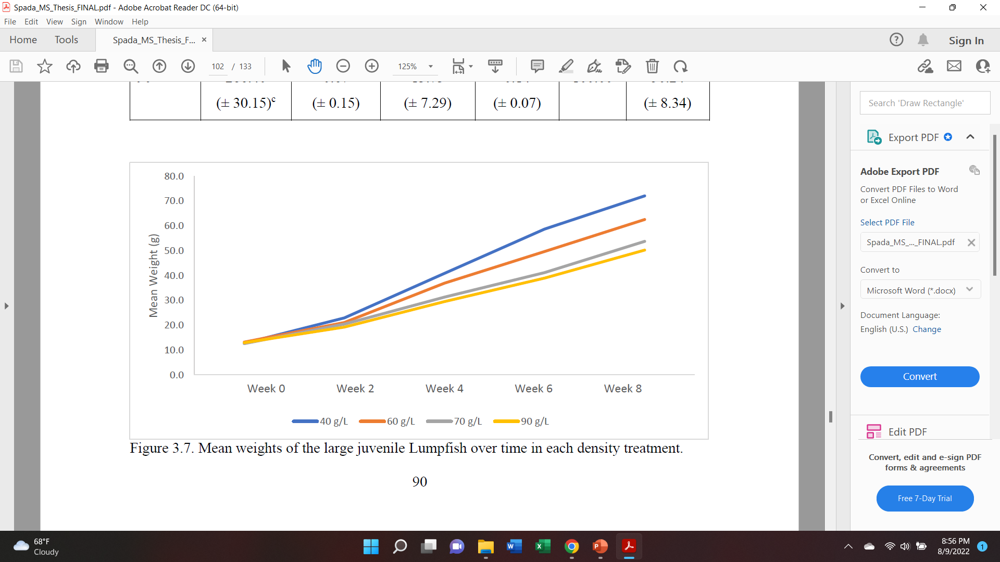 Spada_MS_Thesis_FINAL.pdf - Adobe Acrobat Reader DC (64-bit)
File Edit View Sign Window Help
Home Tools Spada_MS_Thesis_F... × Sign In
102 / 133 125%
(± 30.15)ᶜ (± 0.15) (± 7.29) (± 0.07) (± 8.34)
80.0
70.0
60.0
50.0
40.0
30.0
20.0
10.0
0.0
Mean Weight (g)
Week 0 Week 2 Week 4 Week 6 Week 8
40 g/L 60 g/L 70 g/L 90 g/L
Figure 3.7. Mean weights of the large juvenile Lumpfish over time in each density treatment.
90
Search 'Draw Rectangle'
Export PDF
Adobe Export PDF
Convert PDF Files to Word
or Excel Online
Select PDF File
Spada_MS_..._FINAL.pdf
Convert to
Microsoft Word (*.docx)
Document Language:
English (U.S.) Change
Convert
Edit PDF
Convert, edit and e-sign PDF
forms & agreements
Free 7-Day Trial
68°F
Cloudy
8:56 PM
8/9/2022
1